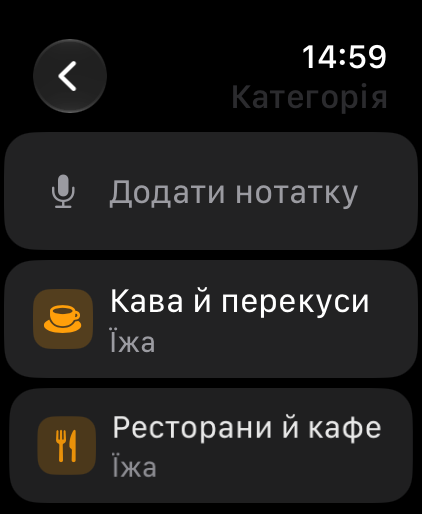 14:59
Категорія
Додати нотатку
Кава й перекуси
Їжа
Ресторани й кафе
Їжа